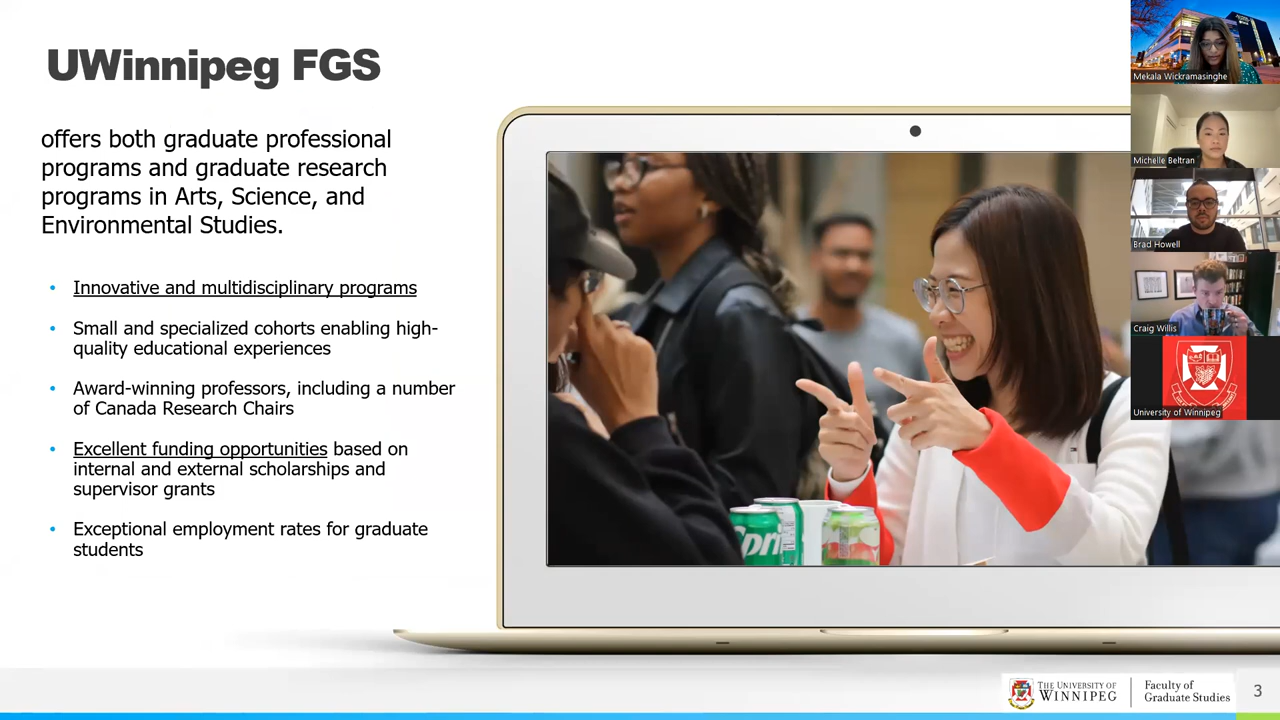 UWinnipeg FGS
offers both graduate professional
programs and graduate research
programs in Arts, Science, and
Environmental Studies.
• Innovative and multidisciplinary programs
• Small and specialized cohorts enabling high-
quality educational experiences
• Award-winning professors, including a number
of Canada Research Chairs
• Excellent funding opportunities based on
internal and external scholarships and
supervisor grants
• Exceptional employment rates for graduate
students
Mekala Wickramasinghe
Michelle Beltran
Brad Howell
Craig Willis
University of Winnipeg
Spri
THE UNIVERSITY OF
WINNIPEG
Faculty of
Graduate Studies
3